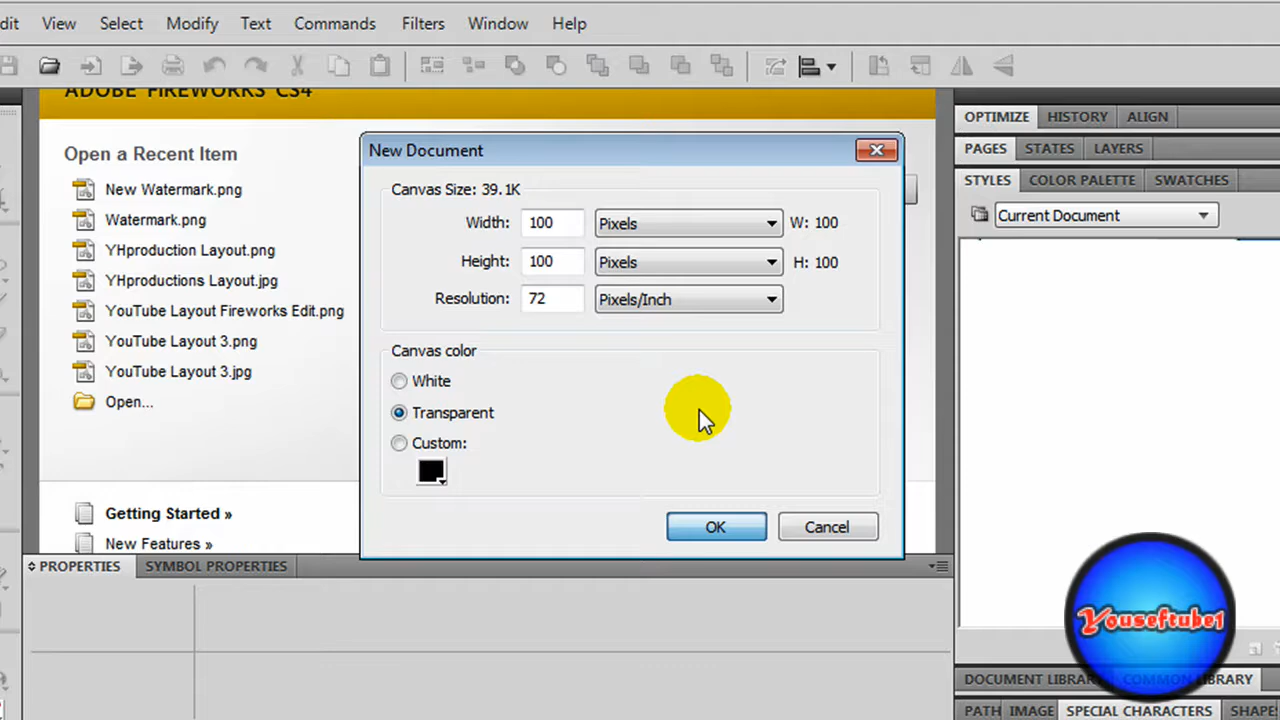 dit View Select Modify Text Commands Filters Window Help
ADOBE FIREWORKS CS4
Open a Recent Item
New Watermark.png
Watermark.png
YHproduction Layout.png
YHproductions Layout.jpg
YouTube Layout Fireworks Edit.png
YouTube Layout 3.png
YouTube Layout 3.jpg
Open...
Getting Started »
New Features »
New Document
Canvas Size: 39.1K
Width: 100 Pixels W: 100
Height: 100 Pixels H: 100
Resolution: 72 Pixels/Inch
Canvas color
White
Transparent
Custom:
OK Cancel
OPTIMIZE HISTORY ALIGN
PAGES STATES LAYERS
STYLES COLOR PALETTE SWATCHES
Current Document
PROPERTIES SYMBOL PROPERTIES
Youseftube1
DOCUMENT LIBRARY COMMON LIBRARY
PATH IMAGE SPECIAL CHARACTERS SHAPE